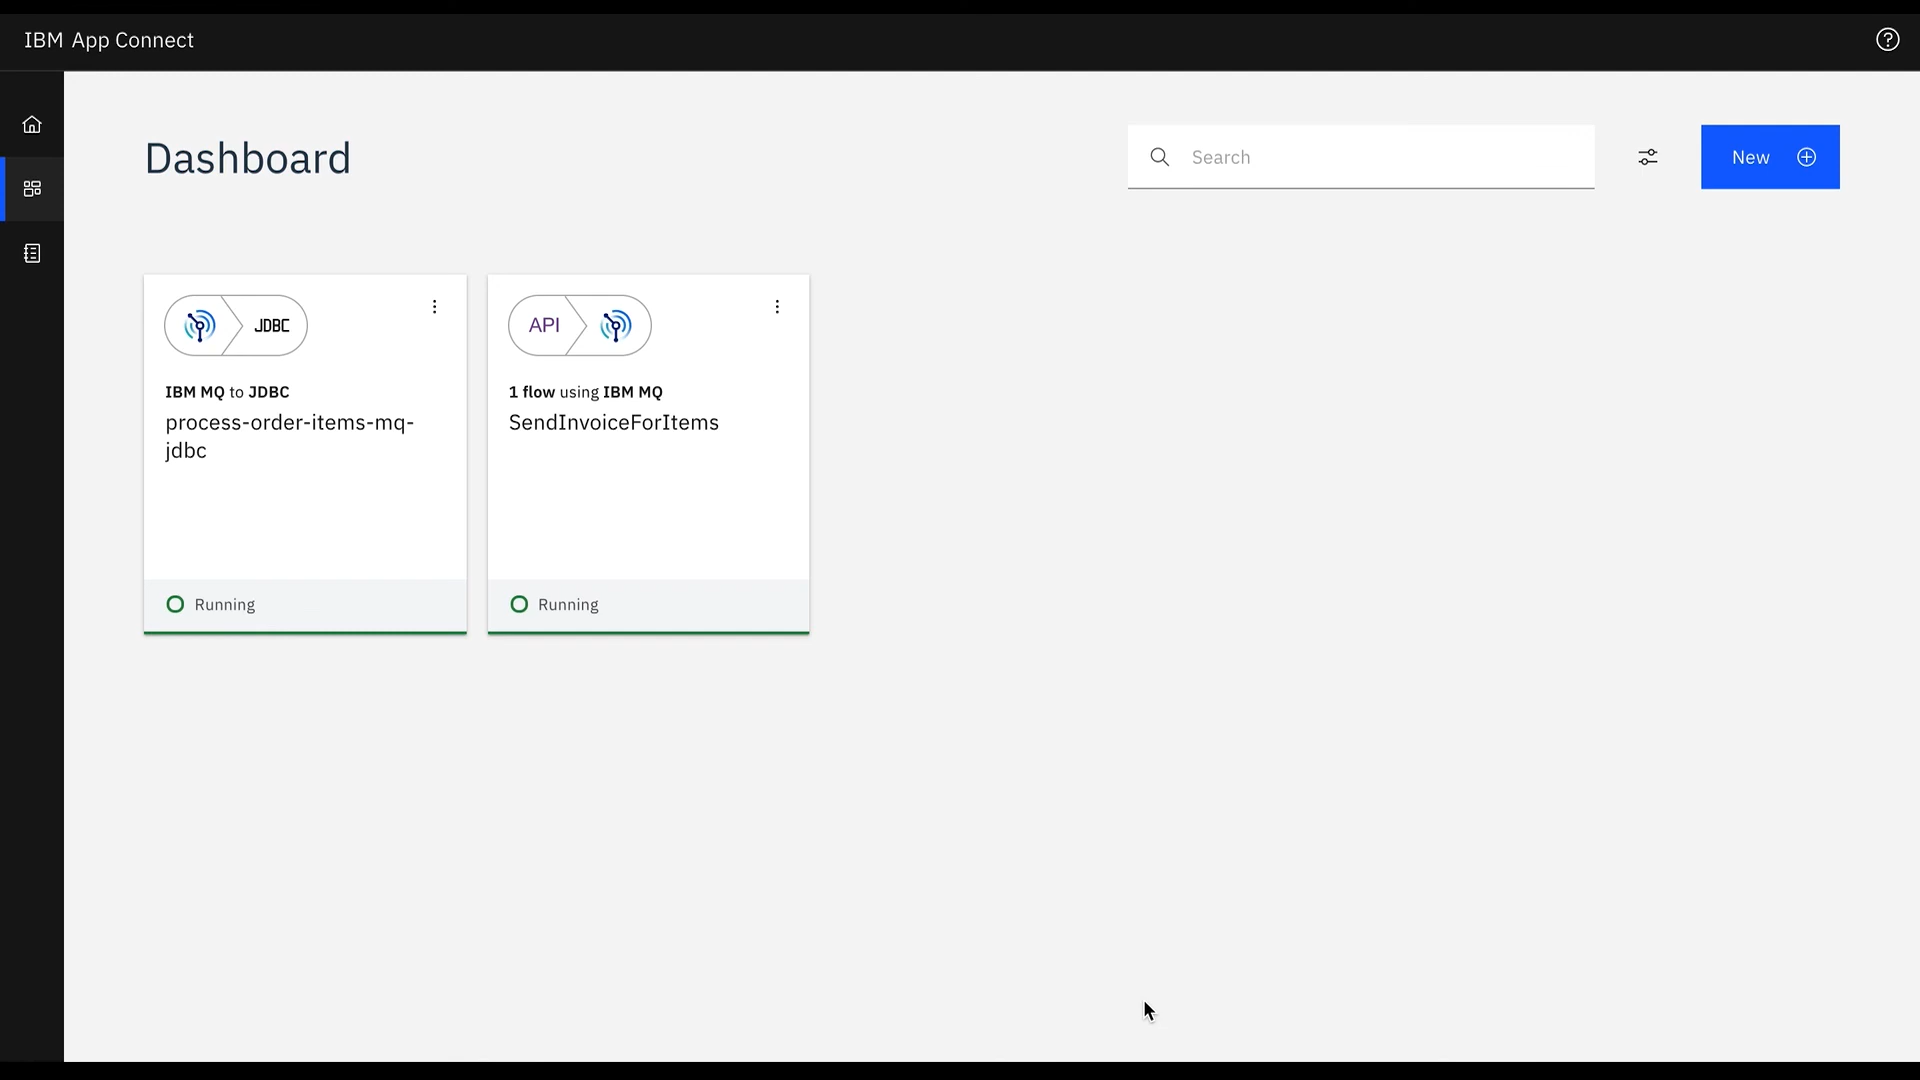 IBM App Connect
Dashboard
Search
New
JDBC
IBM MQ to JDBC
process-order-items-mq-
jdbc
Running
API
1 flow using IBM MQ
SendInvoiceForItems
Running